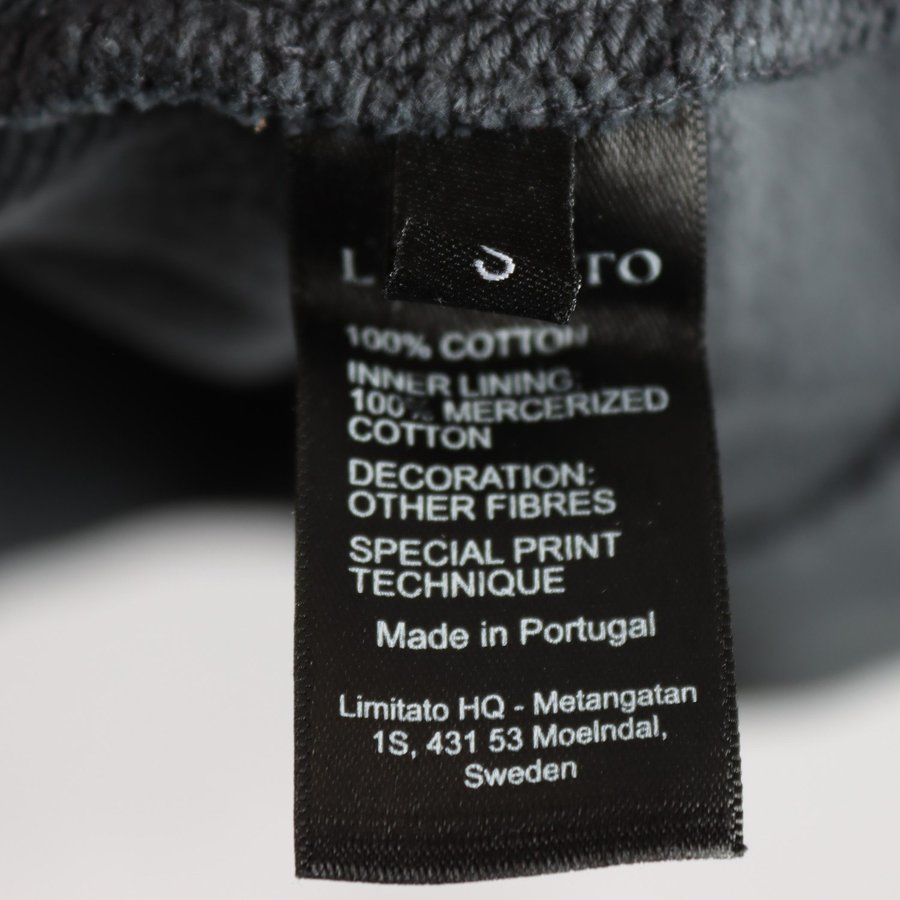 100% COTTON
INNER LINING:
100% MERCERIZED
COTTON
DECORATION:
OTHER FIBRES
SPECIAL PRINT
TECHNIQUE
Made in Portugal
Limitato HQ - Metangatan
1S, 431 53 Moelndal,
Sweden